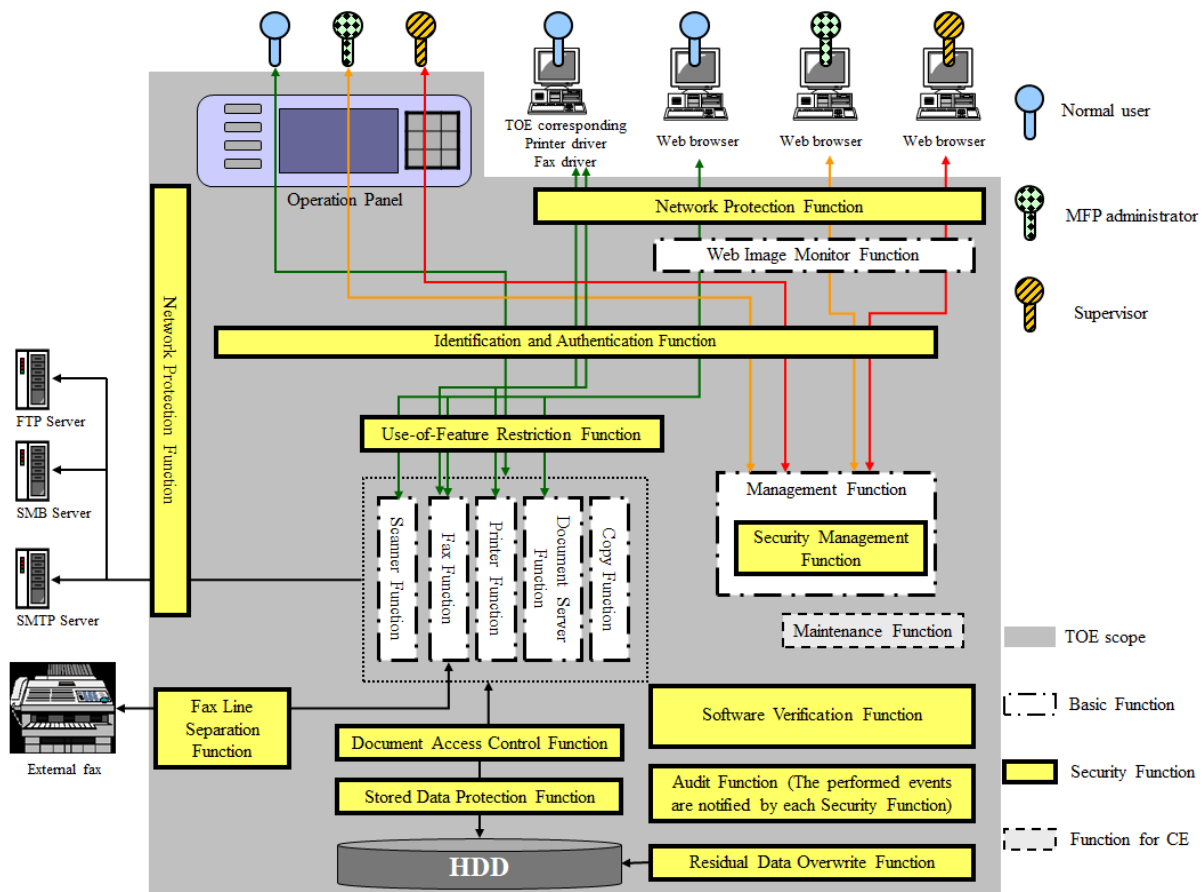 TOE corresponding
Printer driver
Fax driver
Web browser
Web browser
Web browser
Normal user
MFP administrator
Supervisor
Operation Panel
Network Protection Function
Web Image Monitor Function
Network Protection Function
Identification and Authentication Function
FTP Server
SMB Server
SMTP Server
Use-of-Feature Restriction Function
Scanner Function
Fax Function
Printer Function
Document Server
Function
Copy Function
Management Function
Security Management
Function
Maintenance Function
TOE scope
Basic Function
Security Function
Function for CE
External fax
Fax Line
Separation
Function
Document Access Control Function
Stored Data Protection Function
HDD
Software Verification Function
Audit Function (The performed events
are notified by each Security Function)
Residual Data Overwrite Function